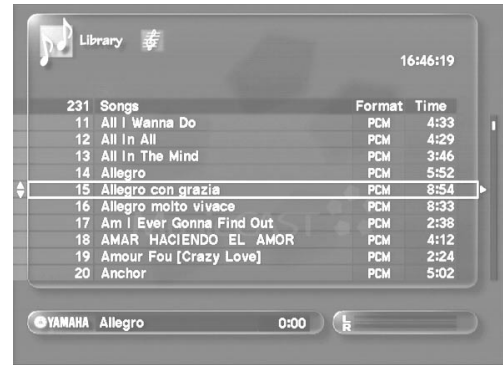 Library
16:46:19
231 Songs Format Time
11 All I Wanna Do PCM 4:33
12 All In All PCM 4:29
13 All In The Mind PCM 3:46
14 Allegro PCM 5:52
15 Allegro con grazia PCM 8:54
16 Allegro molto vivace PCM 8:33
17 Am I Ever Gonna Find Out PCM 2:38
18 AMAR HACIENDO EL AMOR PCM 4:12
19 Amour Fou [Crazy Love] PCM 2:24
20 Anchor PCM 5:02
YAMAHA Allegro 0:00 L
R